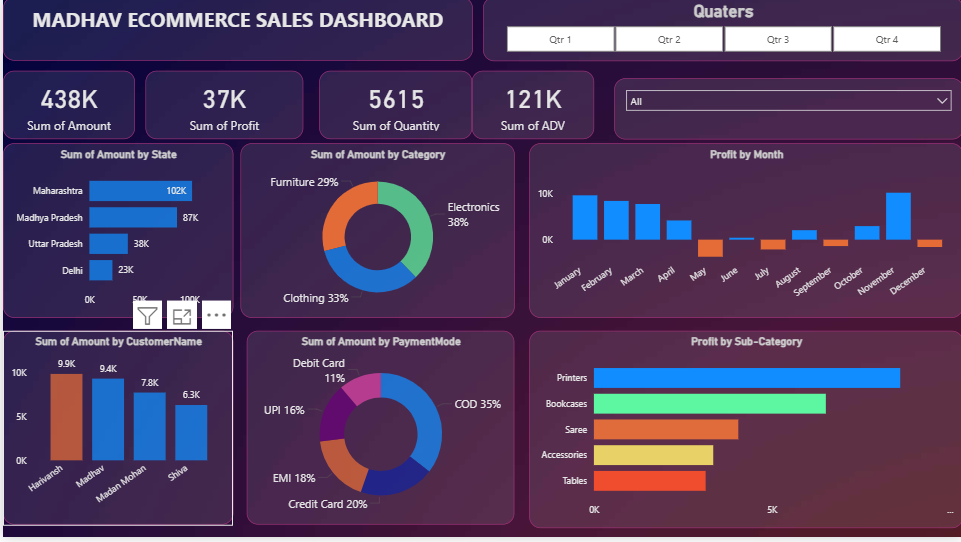 MADHAV ECOMMERCE SALES DASHBOARD
Quaters
Qtr 1
Qtr 2
Qtr 3
Qtr 4
438K
Sum of Amount
37K
Sum of Profit
5615
Sum of Quantity
121K
Sum of ADV
All
Sum of Amount by State
Maharashtra
102K
Madhya Pradesh
87K
Uttar Pradesh
38K
Delhi
23K
0K
50K
100K
Sum of Amount by Category
Furniture 29%
Electronics
38%
Clothing 33%
Profit by Month
10K
0K
January
February
March
April
May
June
July
August
September
October
November
December
Sum of Amount by CustomerName
10K
5K
0K
9.9K
9.4K
7.8K
6.3K
Harivansh
Madhav
Madan Mohan
Shiva
Sum of Amount by PaymentMode
Debit Card
11%
UPI 16%
COD 35%
EMI 18%
Credit Card 20%
Profit by Sub-Category
Printers
Bookcases
Saree
Accessories
Tables
0K
5K
...